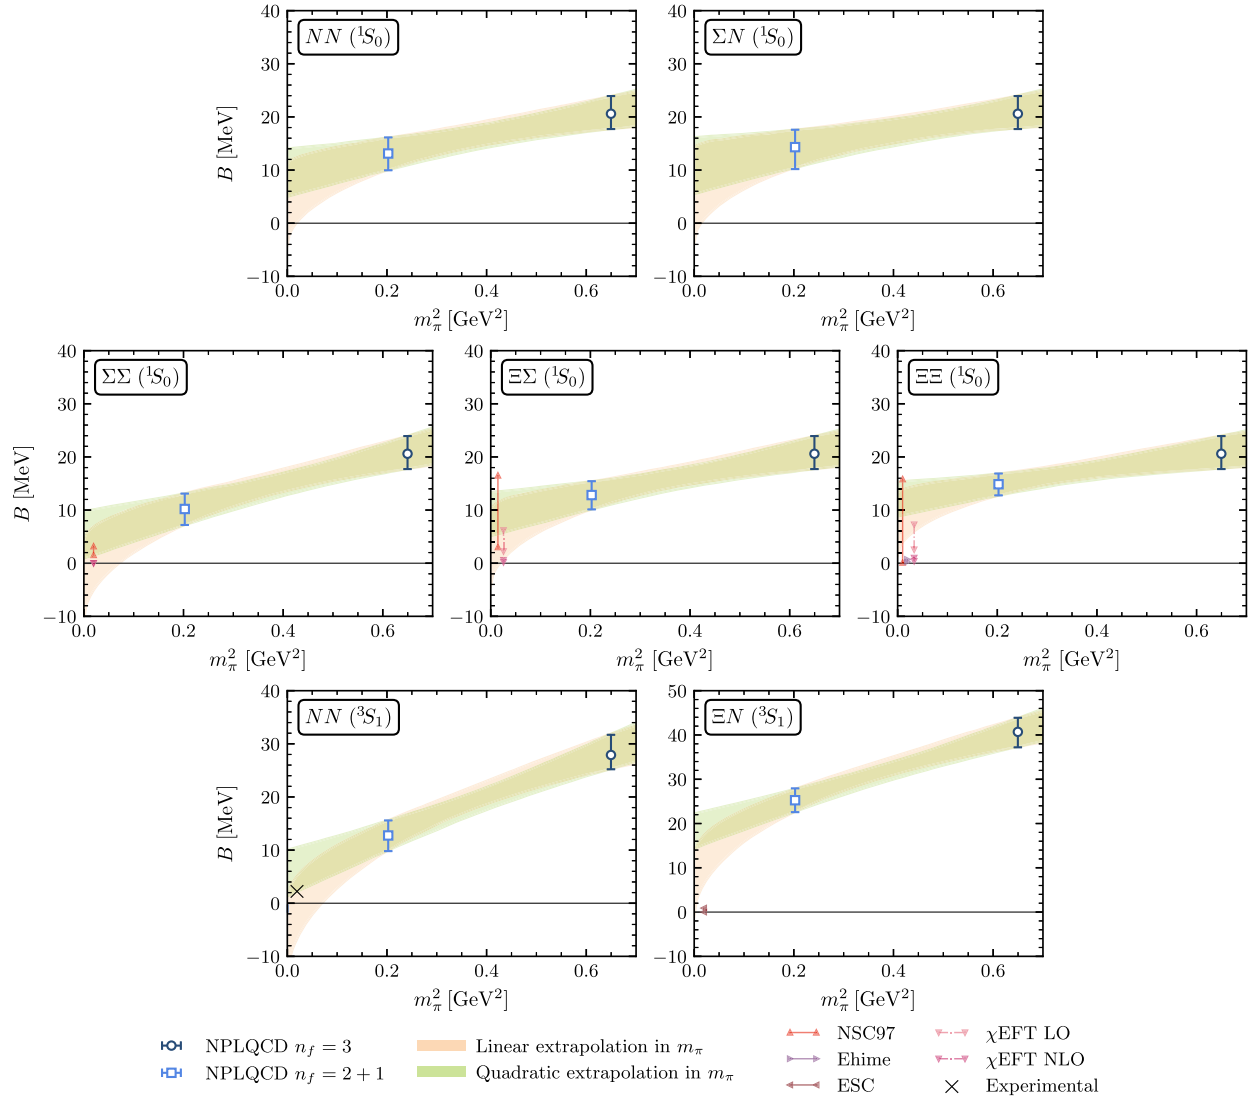 NN (¹S₀)
ΣN (¹S₀)
40
30
20
10
0
−10
B [MeV]
0.0 0.2 0.4 0.6
m²_π [GeV²]
40
30
20
10
0
−10
0.0 0.2 0.4 0.6
m²_π [GeV²]
ΣΣ (¹S₀)
ΞΣ (¹S₀)
ΞΞ (¹S₀)
40
30
20
10
0
−10
B [MeV]
0.0 0.2 0.4 0.6
m²_π [GeV²]
40
30
20
10
0
−10
0.0 0.2 0.4 0.6
m²_π [GeV²]
40
30
20
10
0
−10
0.0 0.2 0.4 0.6
m²_π [GeV²]
NN (³S₁)
ΞN (³S₁)
40
30
20
10
0
−10
B [MeV]
0.0 0.2 0.4 0.6
m²_π [GeV²]
50
40
30
20
10
0
−10
0.0 0.2 0.4 0.6
m²_π [GeV²]
NPLQCD n_f = 3
NPLQCD n_f = 2 + 1
Linear extrapolation in m_π
Quadratic extrapolation in m_π
NSC97
Ehime
ESC
χEFT LO
χEFT NLO
Experimental